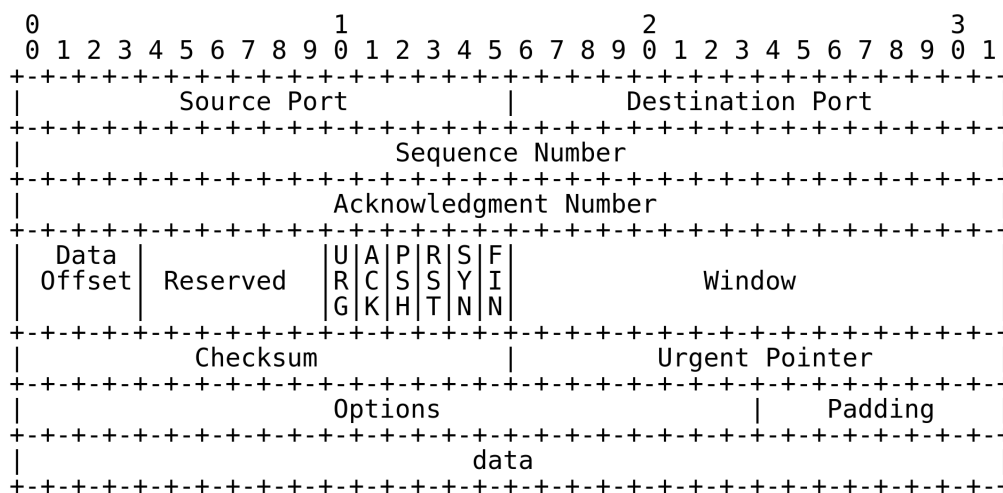 0                   1                   2                   3
 0 1 2 3 4 5 6 7 8 9 0 1 2 3 4 5 6 7 8 9 0 1 2 3 4 5 6 7 8 9 0 1
+-+-+-+-+-+-+-+-+-+-+-+-+-+-+-+-+-+-+-+-+-+-+-+-+-+-+-+-+-+-+-+-
|          Source Port          |       Destination Port        |
+-+-+-+-+-+-+-+-+-+-+-+-+-+-+-+-+-+-+-+-+-+-+-+-+-+-+-+-+-+-+-+-
|                        Sequence Number                        |
+-+-+-+-+-+-+-+-+-+-+-+-+-+-+-+-+-+-+-+-+-+-+-+-+-+-+-+-+-+-+-+-
|                    Acknowledgment Number                      |
+-+-+-+-+-+-+-+-+-+-+-+-+-+-+-+-+-+-+-+-+-+-+-+-+-+-+-+-+-+-+-+-
|  Data |           |U|A|P|R|S|F|                               |
| Offset| Reserved  |R|C|S|S|Y|I|            Window             |
|       |           |G|K|H|T|N|N|                               |
+-+-+-+-+-+-+-+-+-+-+-+-+-+-+-+-+-+-+-+-+-+-+-+-+-+-+-+-+-+-+-+-
|           Checksum            |         Urgent Pointer        |
+-+-+-+-+-+-+-+-+-+-+-+-+-+-+-+-+-+-+-+-+-+-+-+-+-+-+-+-+-+-+-+-
|                    Options                    |    Padding    |
+-+-+-+-+-+-+-+-+-+-+-+-+-+-+-+-+-+-+-+-+-+-+-+-+-+-+-+-+-+-+-+-
|                             data                              |
+-+-+-+-+-+-+-+-+-+-+-+-+-+-+-+-+-+-+-+-+-+-+-+-+-+-+-+-+-+-+-+-